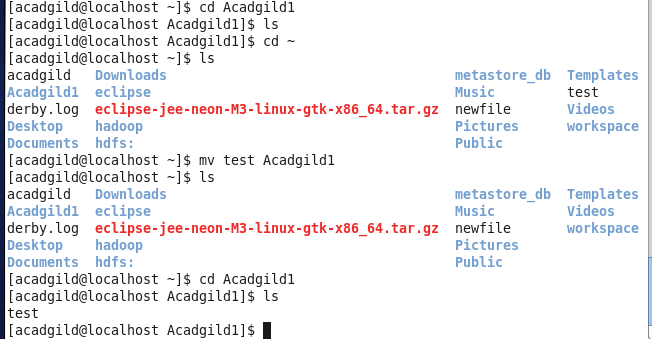 [acadgild@localhost ~]$ cd Acadgild1
[acadgild@localhost Acadgild1]$ ls
[acadgild@localhost Acadgild1]$ cd ~
[acadgild@localhost ~]$ ls
acadgild   Downloads                                    metastore_db  Templates
Acadgild1  eclipse                                      Music         test
derby.log  eclipse-jee-neon-M3-linux-gtk-x86_64.tar.gz  newfile       Videos
Desktop    hadoop                                       Pictures      workspace
Documents  hdfs:                                        Public
[acadgild@localhost ~]$ mv test Acadgild1
[acadgild@localhost ~]$ ls
acadgild   Downloads                                    metastore_db  Templates
Acadgild1  eclipse                                      Music         Videos
derby.log  eclipse-jee-neon-M3-linux-gtk-x86_64.tar.gz  newfile       workspace
Desktop    hadoop                                       Pictures
Documents  hdfs:                                        Public
[acadgild@localhost ~]$ cd Acadgild1
[acadgild@localhost Acadgild1]$ ls
test
[acadgild@localhost Acadgild1]$